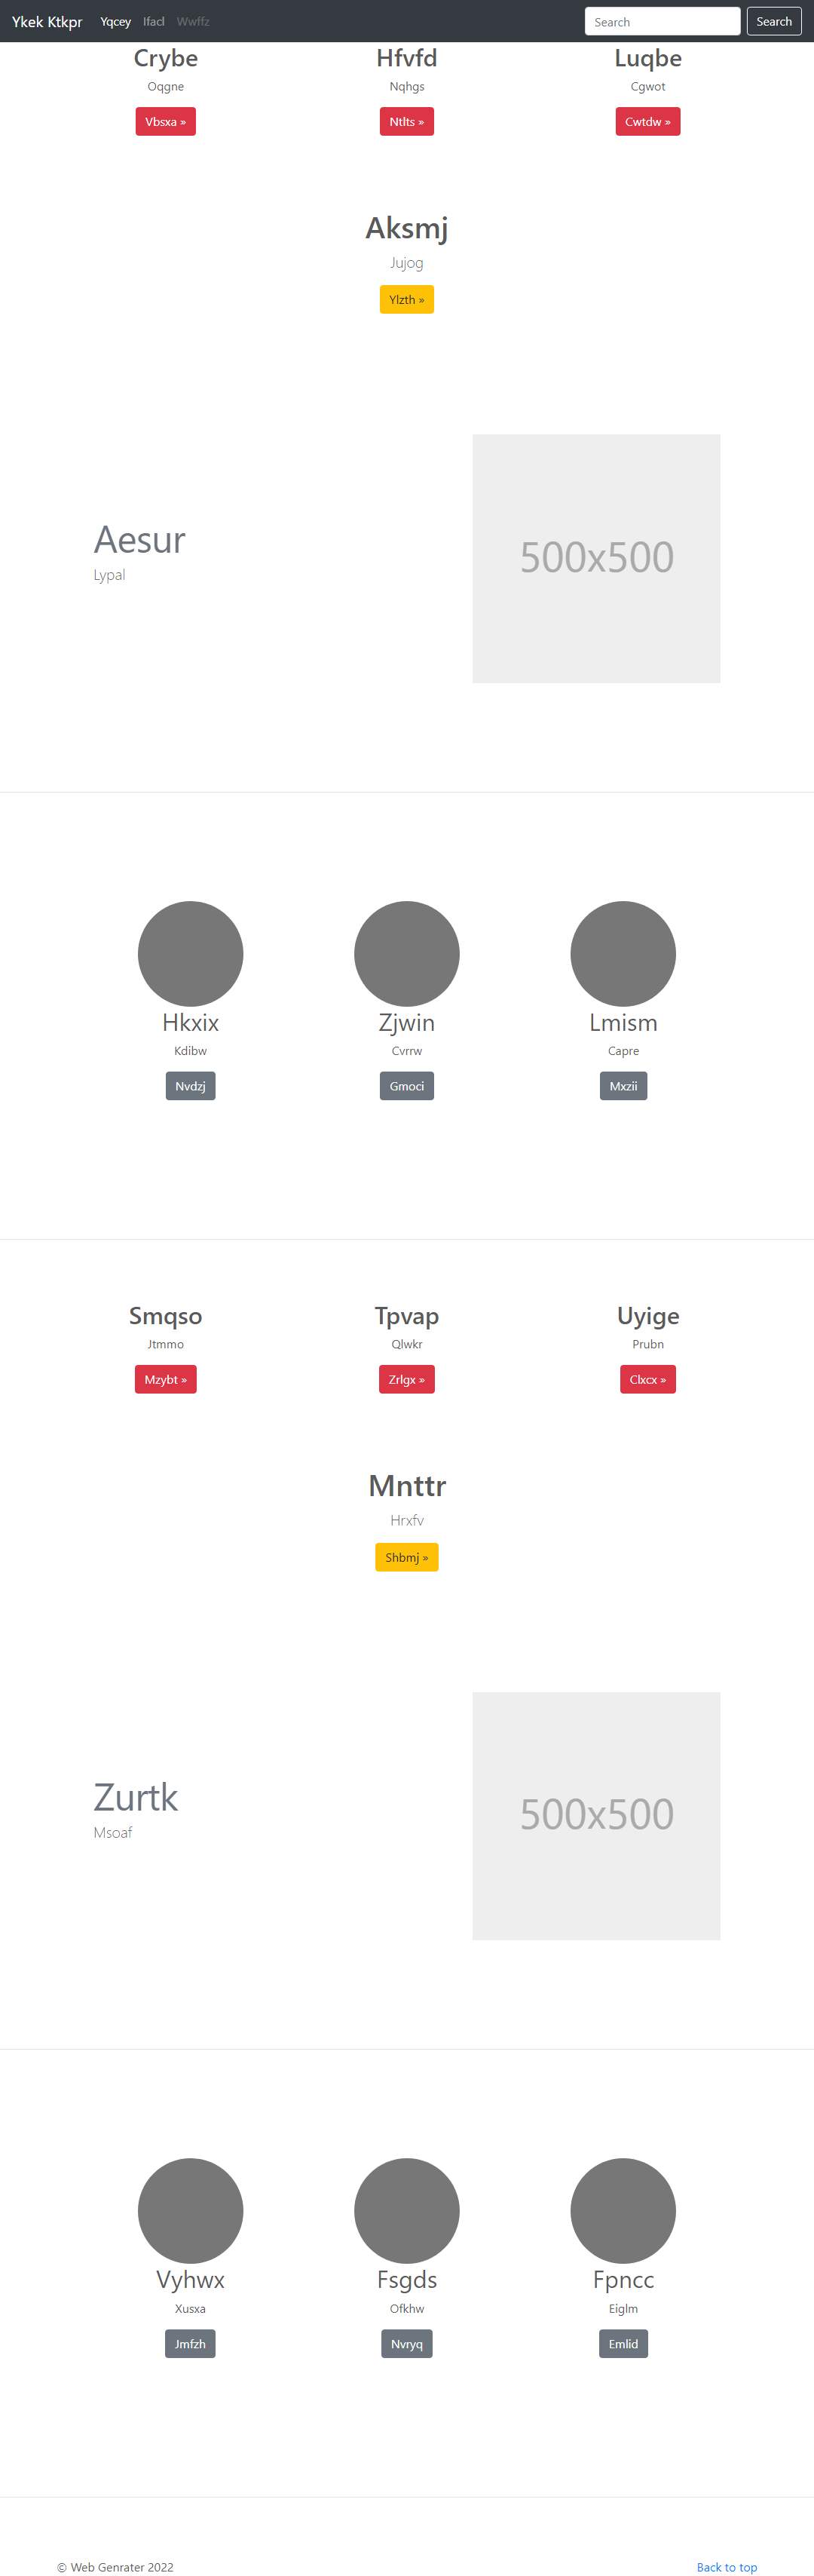 Ykek Ktkpr Yqcey Ifacl Wwffz Search Search
Crybe Hfvfd Luqbe
Oqgne Nqhgs Cgwot
Vbsxa » Ntlts » Cwtdw »
Aksmj
Jujog
Ylzth »
Aesur
Lypal
500x500
Hkxix Zjwin Lmism
Kdibw Cvrrw Capre
Nvdzj Gmoci Mxzii
Smqso Tpvap Uyige
Jtmmo Qlwkr Prubn
Mzybt » Zrlgx » Clxcx »
Mnttr
Hrxfv
Shbmj »
Zurtk
Msoaf
500x500
Vyhwx Fsgds Fpncc
Xusxa Ofkhw Eiglm
Jmfzh Nvryq Emlid
© Web Genrater 2022 Back to top